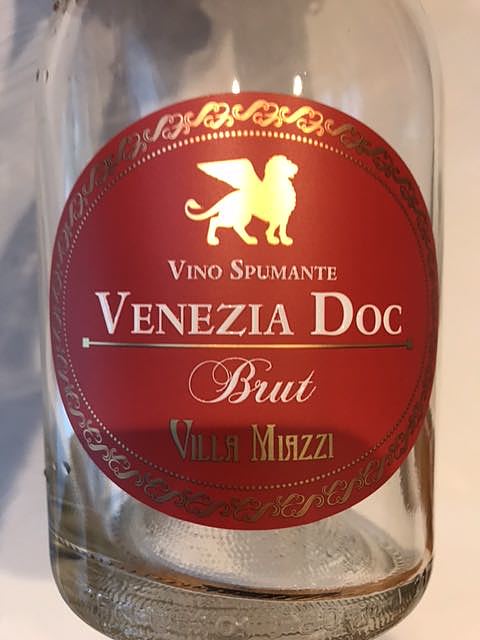 Vino Spumante
Venezia Doc
Brut
Villa Miazzi